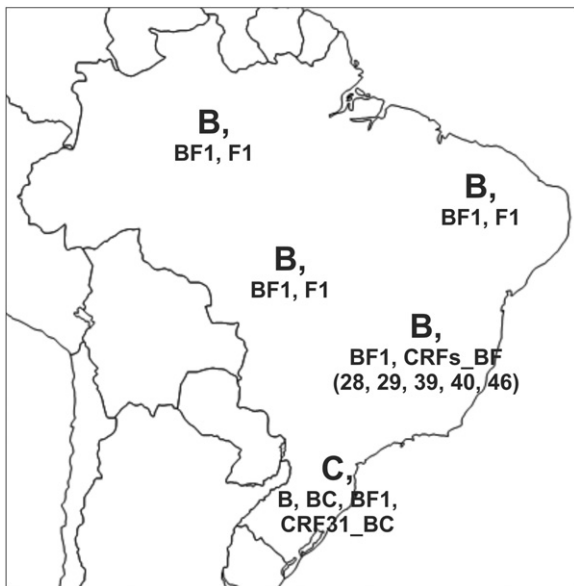 B,
BF1, F1
B,
BF1, F1
B,
BF1, F1
B,
BF1, CRFs_BF
(28, 29, 39, 40, 46)
C,
B, BC, BF1,
CRF31_BC